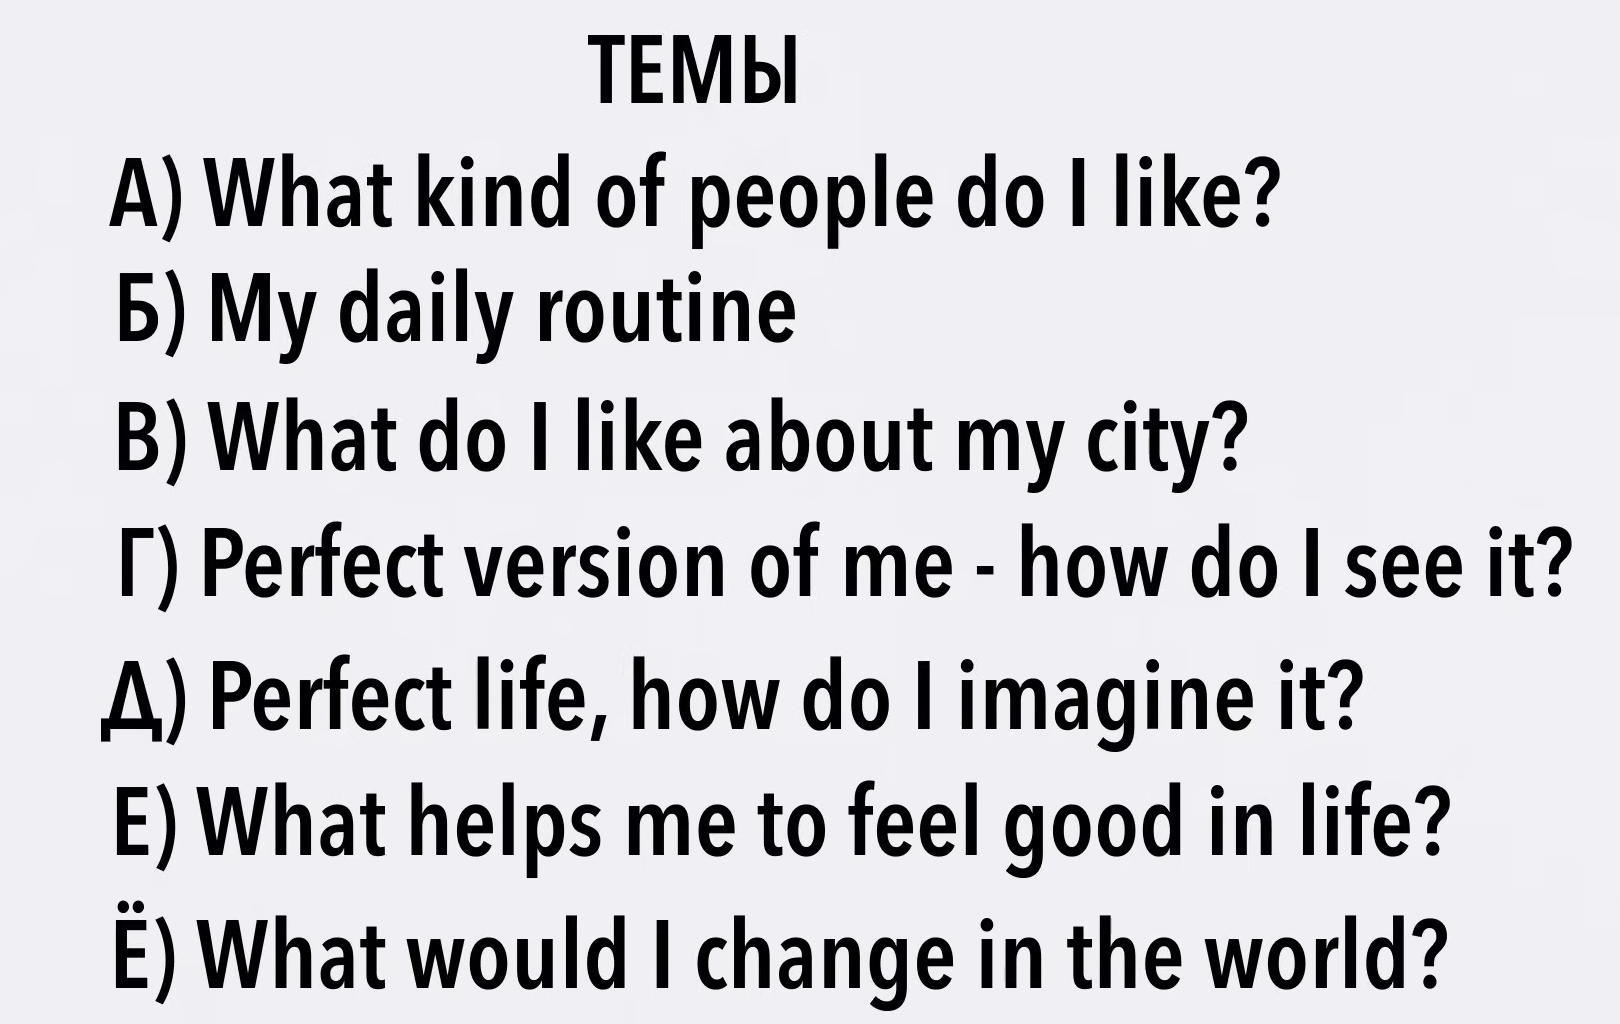 ТЕМЫ
А) What kind of people do I like?
Б) My daily routine
В) What do I like about my city?
Г) Perfect version of me - how do I see it?
Д) Perfect life, how do I imagine it?
Е) What helps me to feel good in life?
Ё) What would I change in the world?